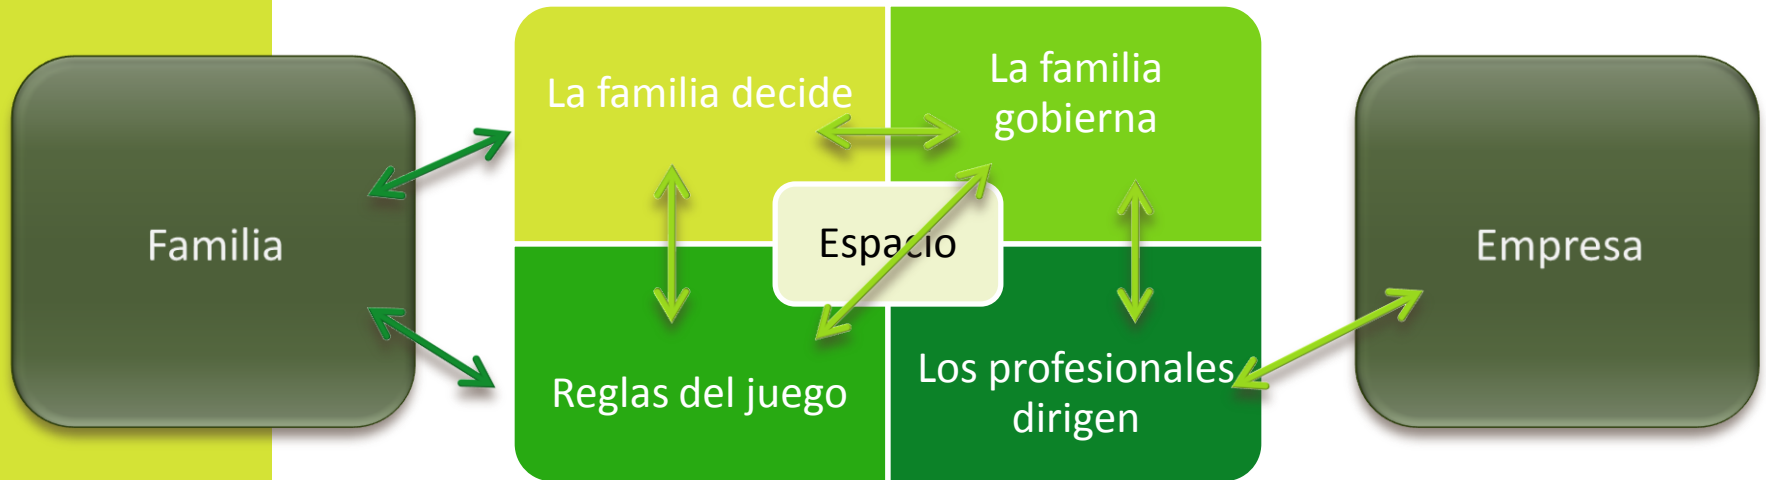 Familia
La familia decide
La familia
gobierna
Espacio
Reglas del juego
Los profesionales
dirigen
Empresa